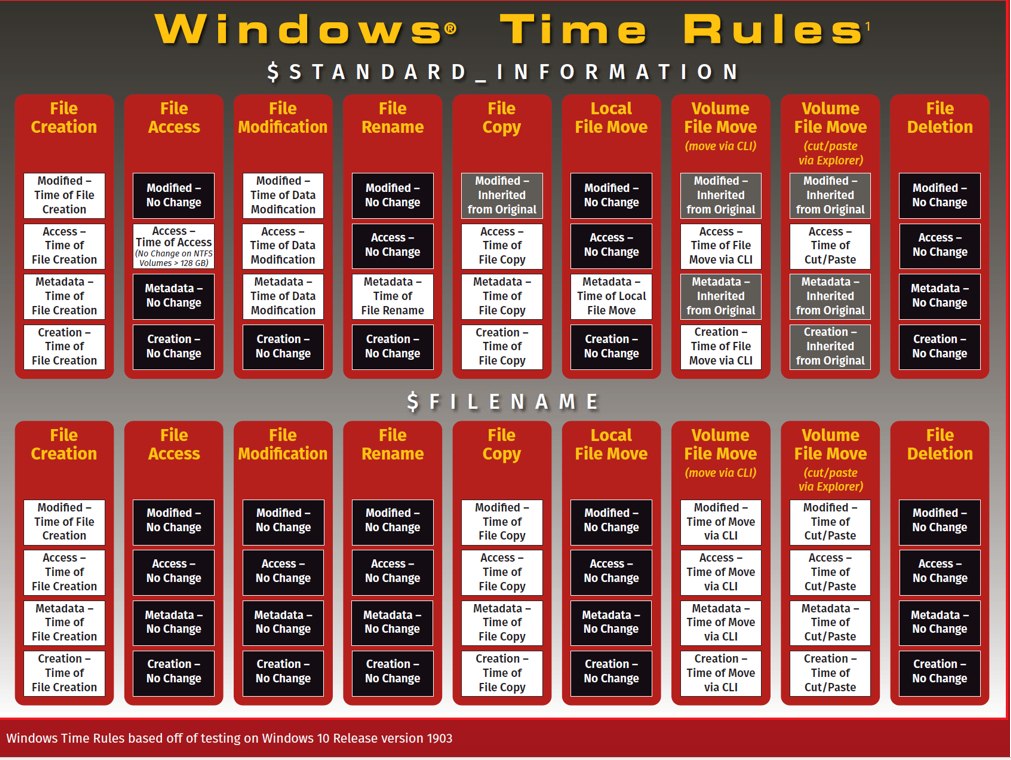 Windows® Time Rules1
$STANDARD_INFORMATION
File
Creation
Modified –
Time of File
Creation
Access –
Time of
File Creation
Metadata –
Time of
File Creation
Creation –
Time of
File Creation
File
Access
Modified –
No Change
Access –
Time of Access
(No Change on NTFS
Volumes > 128 GB)
Metadata –
No Change
Creation –
No Change
File
Modification
Modified –
Time of Data
Modification
Access –
Time of Data
Modification
Metadata –
Time of Data
Modification
Creation –
No Change
File
Rename
Modified –
No Change
Access –
No Change
Metadata –
Time of
File Rename
Creation –
No Change
File
Copy
Modified –
Inherited
from Original
Access –
Time of
File Copy
Metadata –
Time of
File Copy
Creation –
Time of
File Copy
Local
File Move
Modified –
No Change
Access –
No Change
Metadata –
Time of Local
File Move
Creation –
No Change
Volume
File Move
(move via CLI)
Modified –
Inherited
from Original
Access –
Time of File
Move via CLI
Metadata –
Inherited
from Original
Creation –
Time of File
Move via CLI
Volume
File Move
(cut/paste
via Explorer)
Modified –
Inherited
from Original
Access –
Time of
Cut/Paste
Metadata –
Inherited
from Original
Creation –
Inherited
from Original
File
Deletion
Modified –
No Change
Access –
No Change
Metadata –
No Change
Creation –
No Change
$FILENAME
File
Creation
Modified –
Time of File
Creation
Access –
Time of
File Creation
Metadata –
Time of
File Creation
Creation –
Time of
File Creation
File
Access
Modified –
No Change
Access –
No Change
Metadata –
No Change
Creation –
No Change
File
Modification
Modified –
No Change
Access –
No Change
Metadata –
No Change
Creation –
No Change
File
Rename
Modified –
No Change
Access –
No Change
Metadata –
No Change
Creation –
No Change
File
Copy
Modified –
Time of
File Copy
Access –
Time of
File Copy
Metadata –
Time of
File Copy
Creation –
Time of
File Copy
Local
File Move
Modified –
No Change
Access –
No Change
Metadata –
No Change
Creation –
No Change
Volume
File Move
(move via CLI)
Modified –
Time of Move
via CLI
Access –
Time of Move
via CLI
Metadata –
Time of Move
via CLI
Creation –
Time of Move
via CLI
Volume
File Move
(cut/paste
via Explorer)
Modified –
Time of
Cut/Paste
Access –
Time of
Cut/Paste
Metadata –
Time of
Cut/Paste
Creation –
Time of
Cut/Paste
File
Deletion
Modified –
No Change
Access –
No Change
Metadata –
No Change
Creation –
No Change
Windows Time Rules based off of testing on Windows 10 Release version 1903